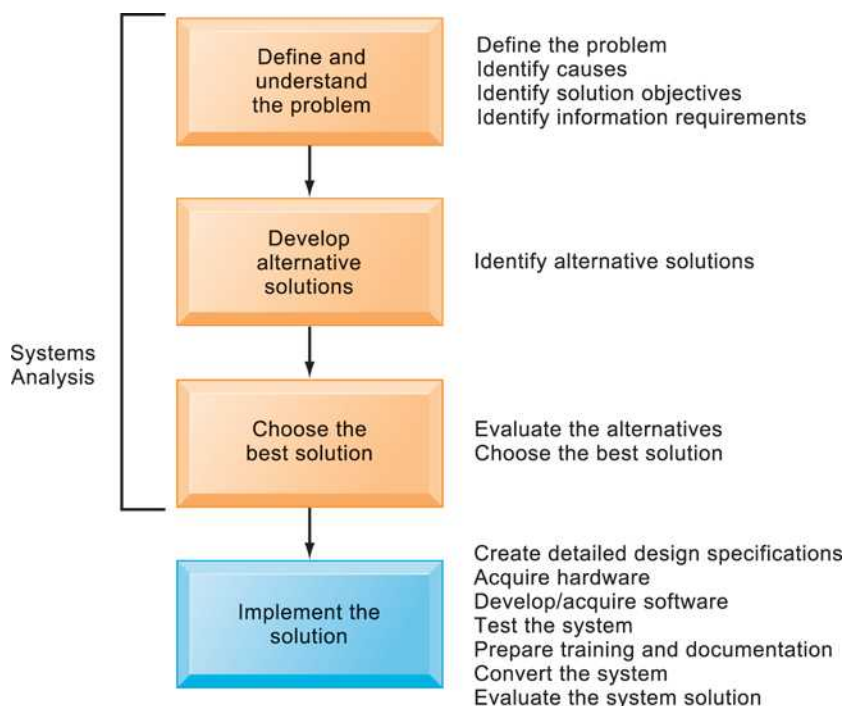 Define and
understand
the problem
Define the problem
Identify causes
Identify solution objectives
Identify information requirements
Develop
alternative
solutions
Identify alternative solutions
Systems
Analysis
Choose the
best solution
Evaluate the alternatives
Choose the best solution
Implement the
solution
Create detailed design specifications
Acquire hardware
Develop/acquire software
Test the system
Prepare training and documentation
Convert the system
Evaluate the system solution